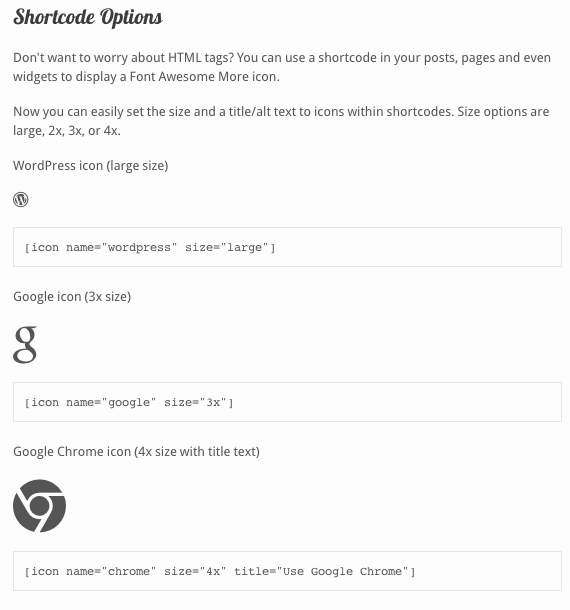 Shortcode Options
Don't want to worry about HTML tags? You can use a shortcode in your posts, pages and even
widgets to display a Font Awesome More icon.
Now you can easily set the size and a title/alt text to icons within shortcodes. Size options are
large, 2x, 3x, or 4x.
WordPress icon (large size)
[icon name="wordpress" size="large"]
Google icon (3x size)
g
[icon name="google" size="3x"]
Google Chrome icon (4x size with title text)
[icon name="chrome" size="4x" title="Use Google Chrome"]